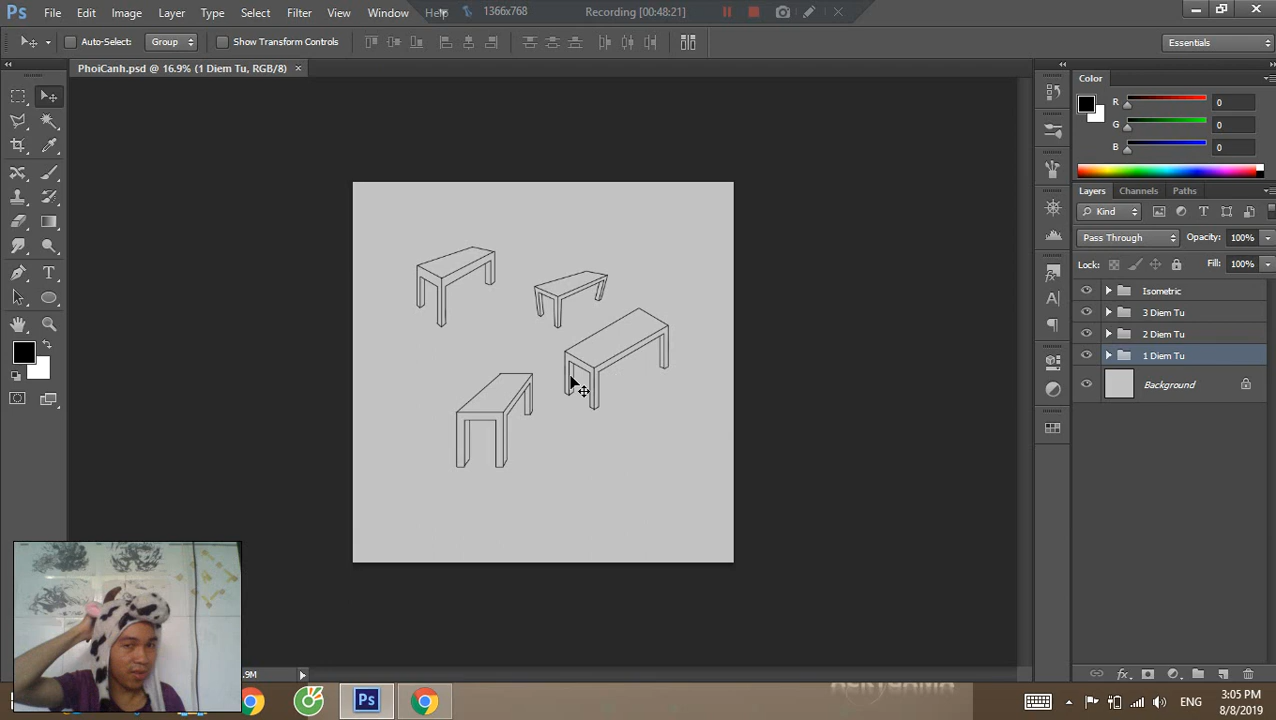 Ps File Edit Image Layer Type Select Filter View Window Help 1366x768 Recording [00:48:21]
Auto-Select: Group Show Transform Controls Essentials
PhoiCanh.psd @ 16.9% (1 Diem Tu, RGB/8) ×
Color
R 0
G 0
B 0
Layers Channels Paths
Kind
Pass Through Opacity: 100%
Lock: Fill: 100%
Isometric
3 Diem Tu
2 Diem Tu
1 Diem Tu
Background
.9M
Ps ENG 3:05 PM
8/8/2019